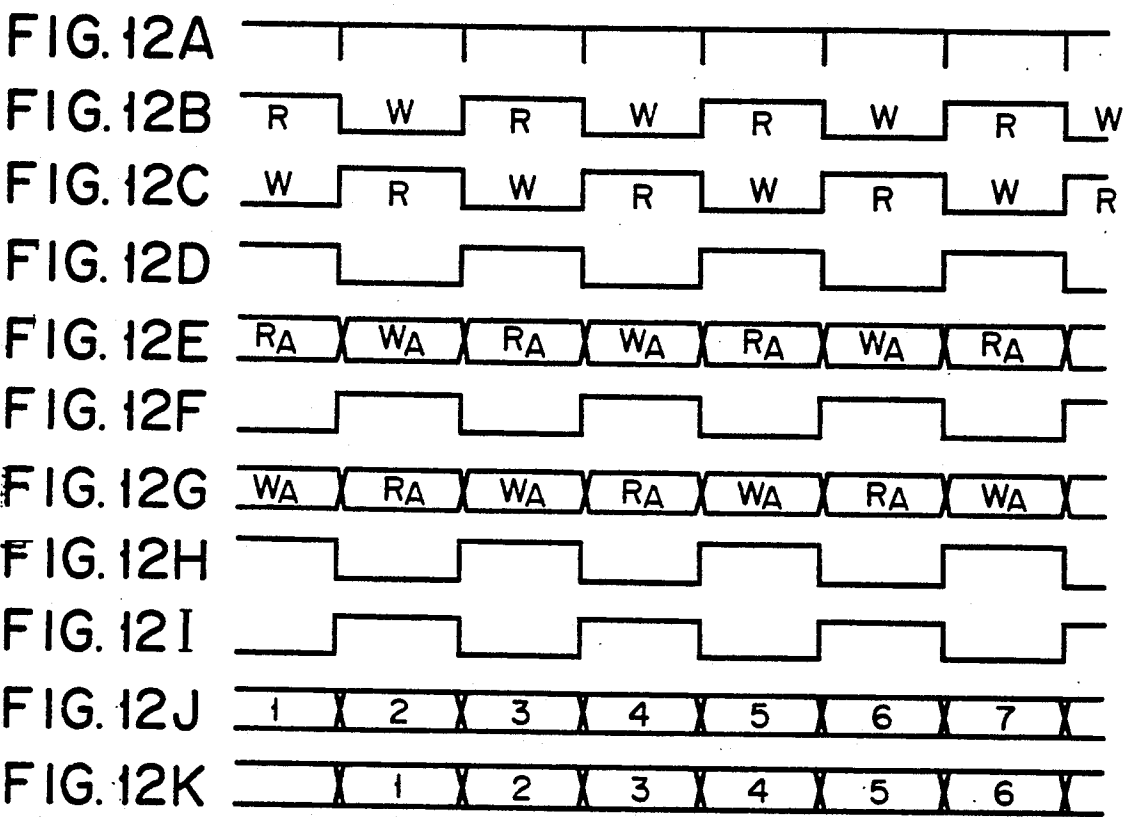 FIG. 12A
FIG. 12B R W R W R W R W
FIG. 12C W R W R W R W R
FIG. 12D
FIG. 12E RA WA RA WA RA WA RA
FIG. 12F
FIG. 12G WA RA WA RA WA RA WA
FIG. 12H
FIG. 12I
FIG. 12J 1 2 3 4 5 6 7
FIG. 12K 1 2 3 4 5 6